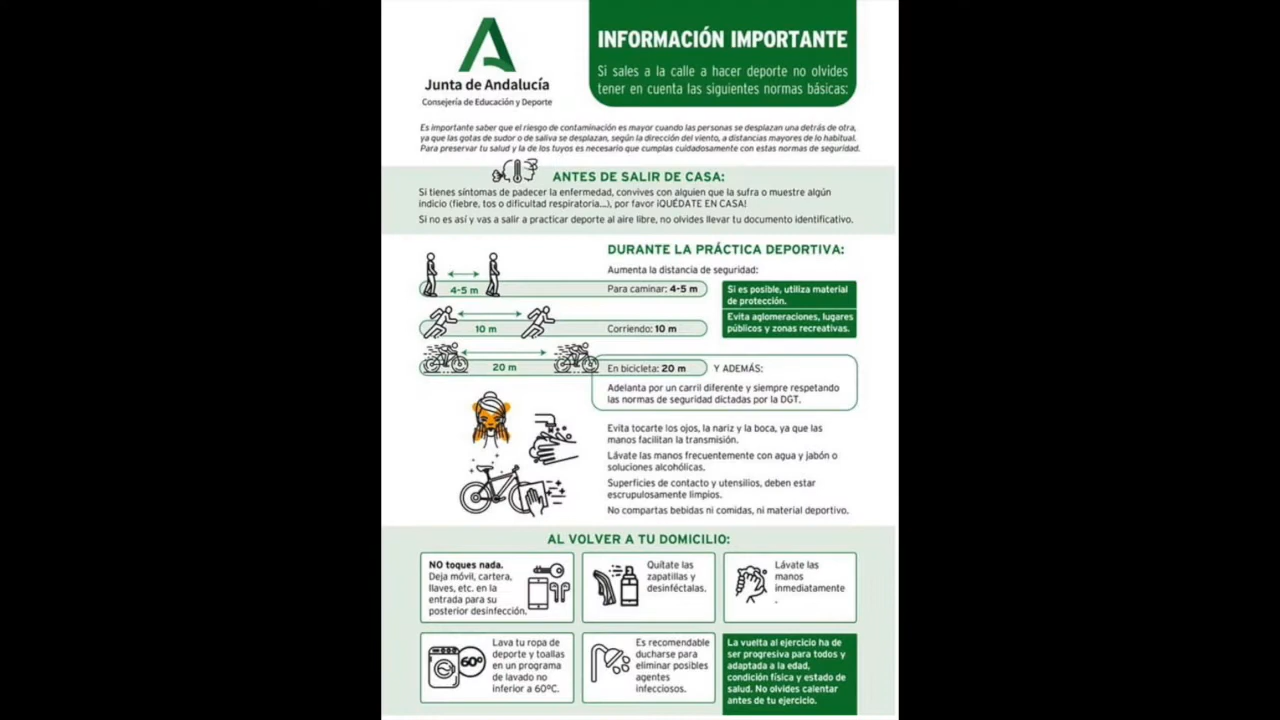 Junta de Andalucía
Consejería de Educación y Deporte
INFORMACIÓN IMPORTANTE
Si sales a la calle a hacer deporte no olvides
tener en cuenta las siguientes normas básicas:
Es importante saber que el riesgo de contaminación es mayor cuando las personas se desplazan una detrás de otra,
ya que las gotas de sudor o de saliva se desplazan, según la dirección del viento, a distancias mayores de lo habitual.
Para preservar tu salud y la de los tuyos es necesario que cumplas cuidadosamente con estas normas de seguridad.
ANTES DE SALIR DE CASA:
Si tienes síntomas de padecer la enfermedad, convives con alguien que la sufra o muestre algún
indicio (fiebre, tos o dificultad respiratoria...), por favor ¡QUÉDATE EN CASA!
Si no es así y vas a salir a practicar deporte al aire libre, no olvides llevar tu documento identificativo.
DURANTE LA PRÁCTICA DEPORTIVA:
Aumenta la distancia de seguridad:
4-5 m
Para caminar: 4-5 m
10 m
Corriendo: 10 m
20 m
En bicicleta: 20 m
Si es posible, utiliza material
de protección.
Evita aglomeraciones, lugares
públicos y zonas recreativas.
Y ADEMÁS:
Adelanta por un carril diferente y siempre respetando
las normas de seguridad dictadas por la DGT.
Evita tocarte los ojos, la nariz y la boca, ya que las
manos facilitan la transmisión.
Lávate las manos frecuentemente con agua y jabón o
soluciones alcohólicas.
Superficies de contacto y utensilios, deben estar
escrupulosamente limpios.
No compartas bebidas ni comidas, ni material deportivo.
AL VOLVER A TU DOMICILIO:
NO toques nada.
Deja móvil, cartera,
llaves, etc. en la
entrada para su
posterior desinfección.
Quítate las
zapatillas y
desinféctalas.
Lávate las
manos
inmediatamente
.
60º
Lava tu ropa de
deporte y toallas
en un programa
de lavado no
inferior a 60ºC.
Es recomendable
ducharse para
eliminar posibles
agentes
infecciosos.
La vuelta al ejercicio ha de
ser progresiva para todos y
adaptada a la edad,
condición física y estado de
salud. No olvides calentar
antes de tu ejercicio.